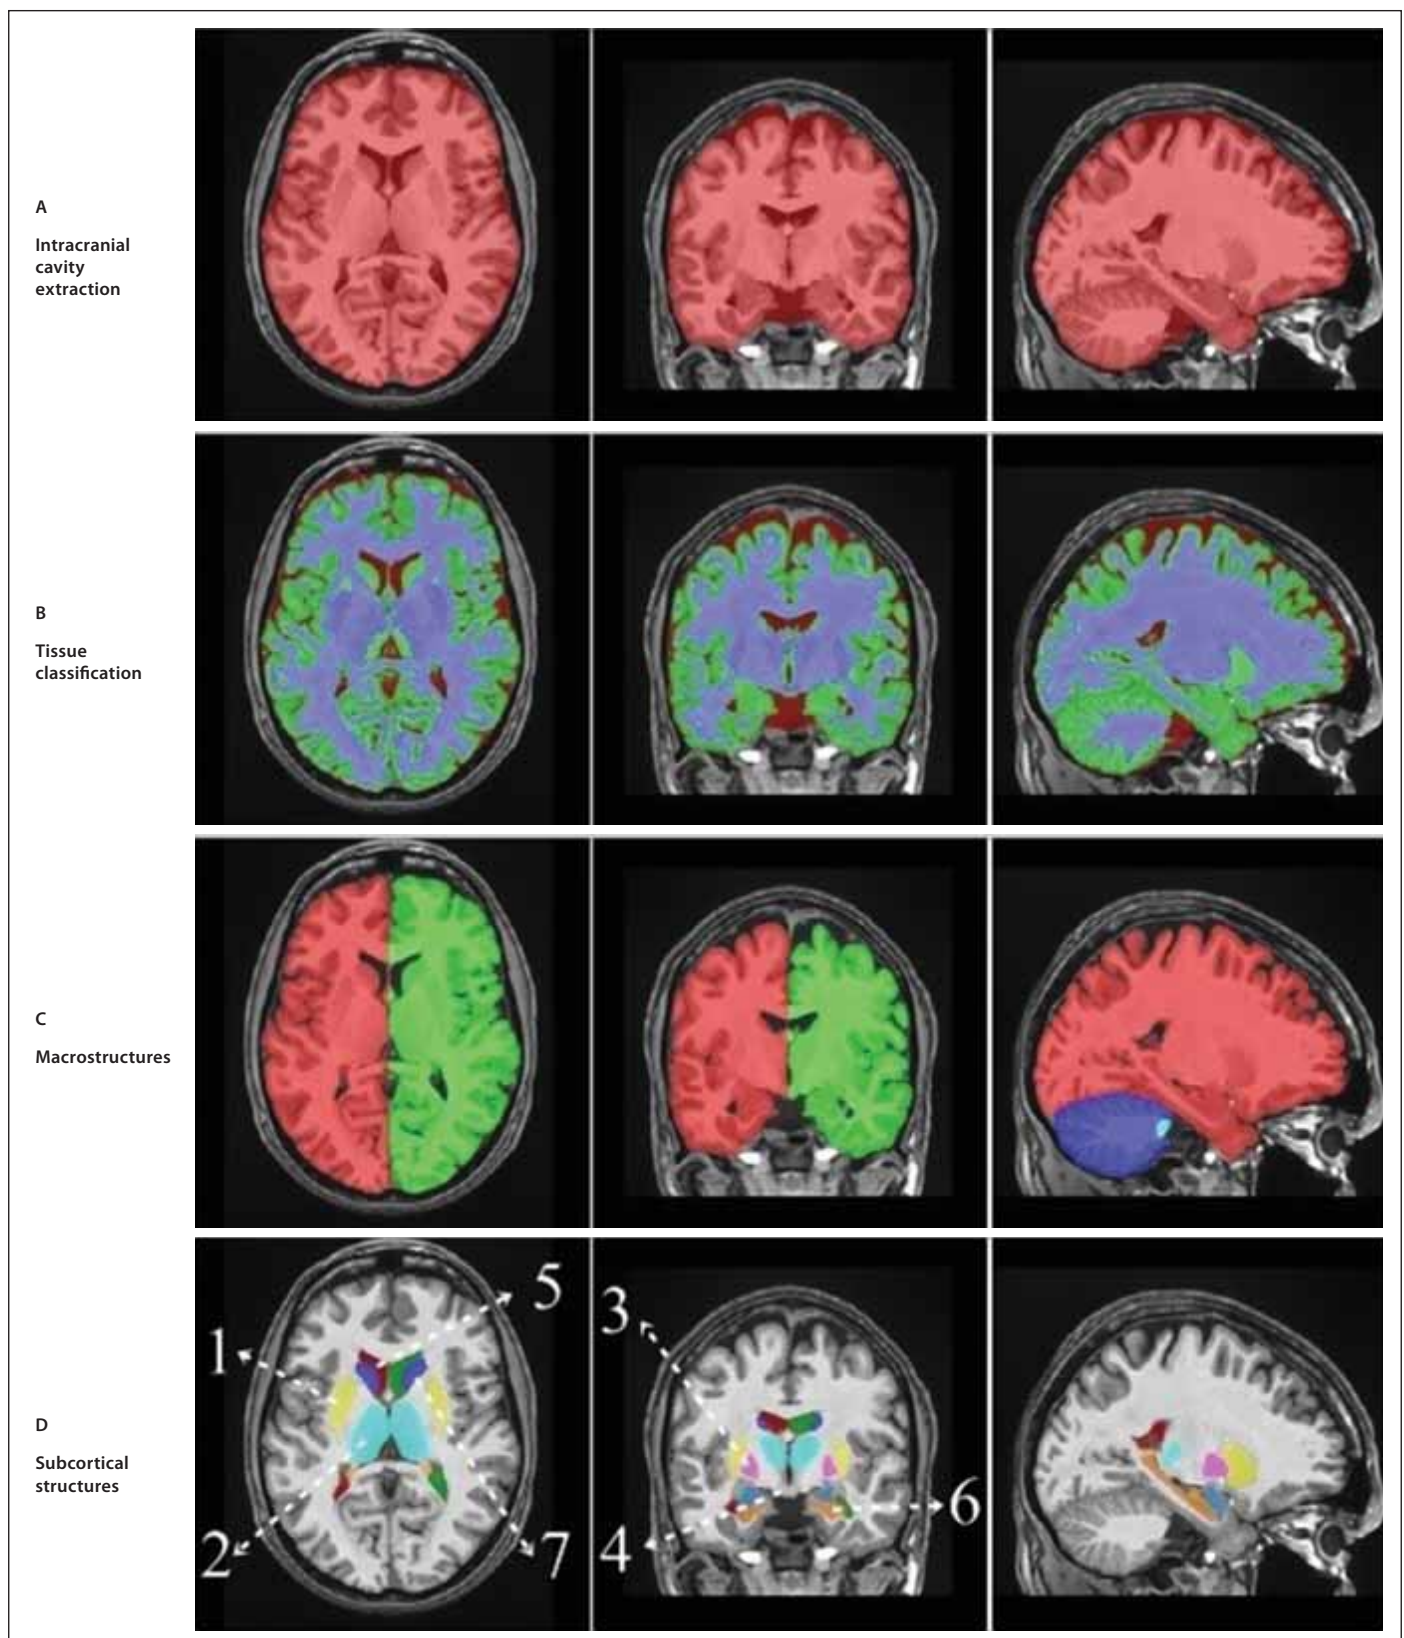 A
Intracranial
cavity
extraction
B
Tissue
classification
C
Macrostructures
D
Subcortical
structures
1
5
2
7
3
4
6